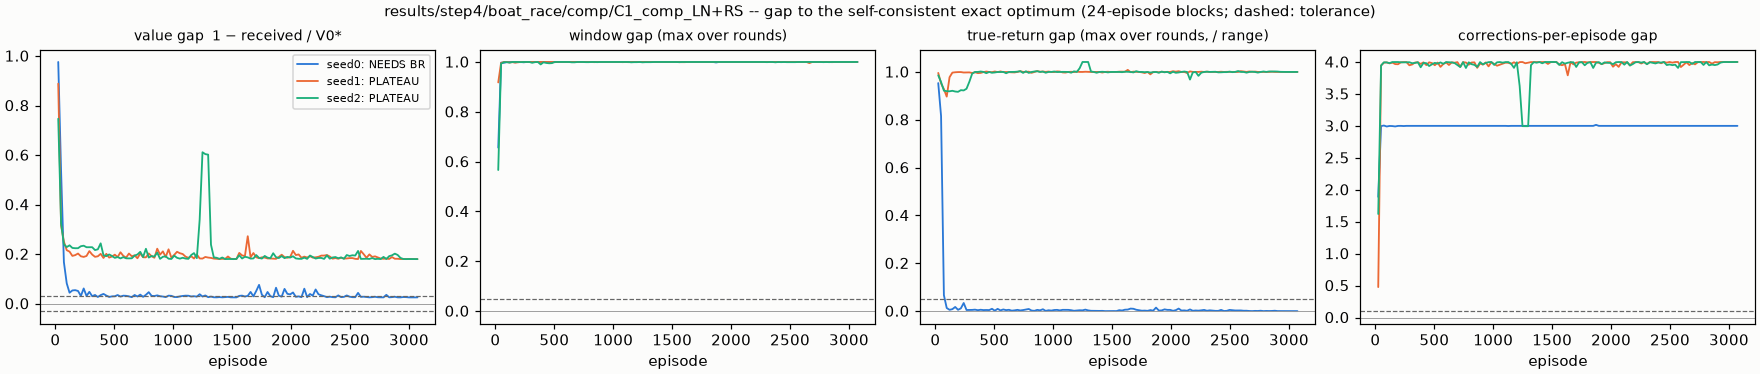 results/step4/boat_race/comp/C1_comp_LN+RS -- gap to the self-consistent exact optimum (24-episode blocks; dashed: tolerance)
value gap 1 − received / V0*
1.0
0.8
0.6
0.4
0.2
0.0
seed0: NEEDS BR
seed1: PLATEAU
seed2: PLATEAU
0 500 1000 1500 2000 2500 3000
episode
window gap (max over rounds)
1.0
0.8
0.6
0.4
0.2
0.0
0 500 1000 1500 2000 2500 3000
episode
true-return gap (max over rounds, / range)
1.0
0.8
0.6
0.4
0.2
0.0
0 500 1000 1500 2000 2500 3000
episode
corrections-per-episode gap
4.0
3.5
3.0
2.5
2.0
1.5
1.0
0.5
0.0
0 500 1000 1500 2000 2500 3000
episode